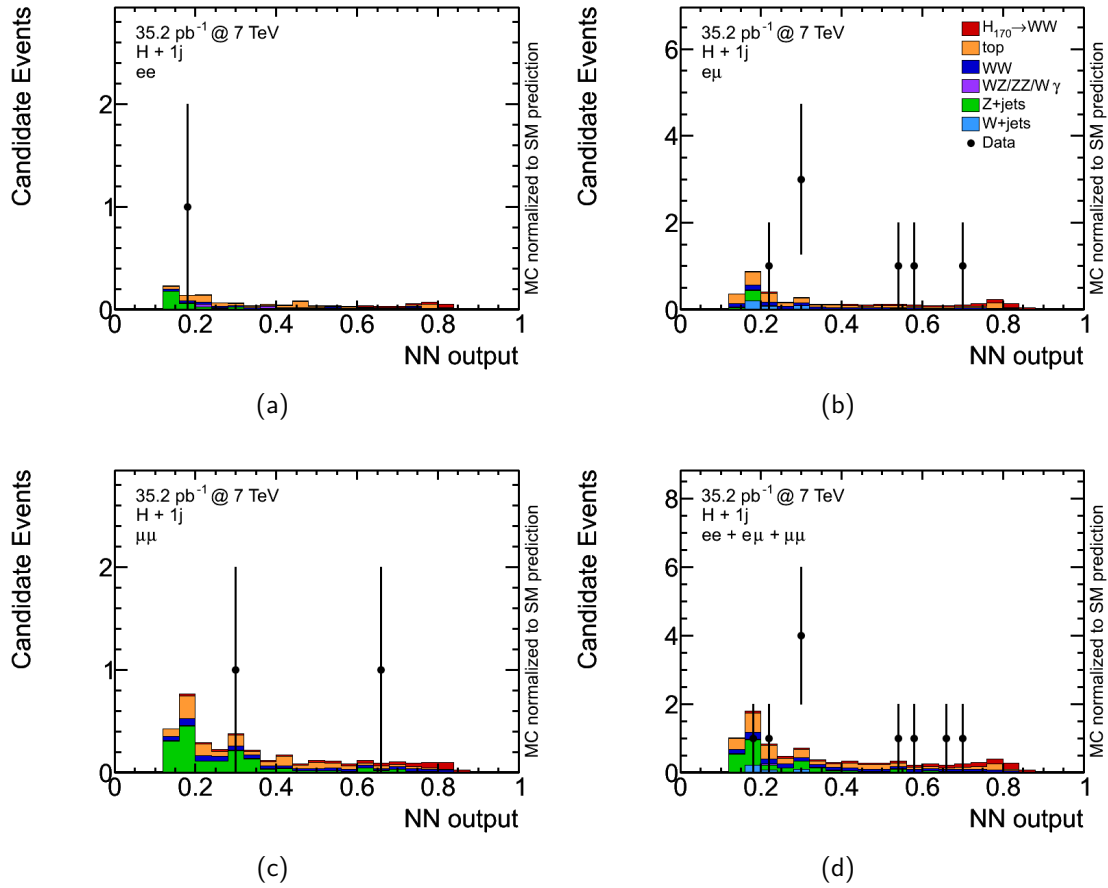 Candidate Events
35.2 pb⁻¹ @ 7 TeV
H + 1j
ee
2
1
0
0 0.2 0.4 0.6 0.8 1
NN output
MC normalized to SM prediction
(a)
Candidate Events
35.2 pb⁻¹ @ 7 TeV
H + 1j
eμ
H₁₇₀→WW
top
WW
WZ/ZZ/W γ
Z+jets
W+jets
Data
6
4
2
0
0 0.2 0.4 0.6 0.8 1
NN output
MC normalized to SM prediction
(b)
Candidate Events
35.2 pb⁻¹ @ 7 TeV
H + 1j
μμ
2
1
0
0 0.2 0.4 0.6 0.8 1
NN output
MC normalized to SM prediction
(c)
Candidate Events
35.2 pb⁻¹ @ 7 TeV
H + 1j
ee + eμ + μμ
8
6
4
2
0
0 0.2 0.4 0.6 0.8 1
NN output
MC normalized to SM prediction
(d)